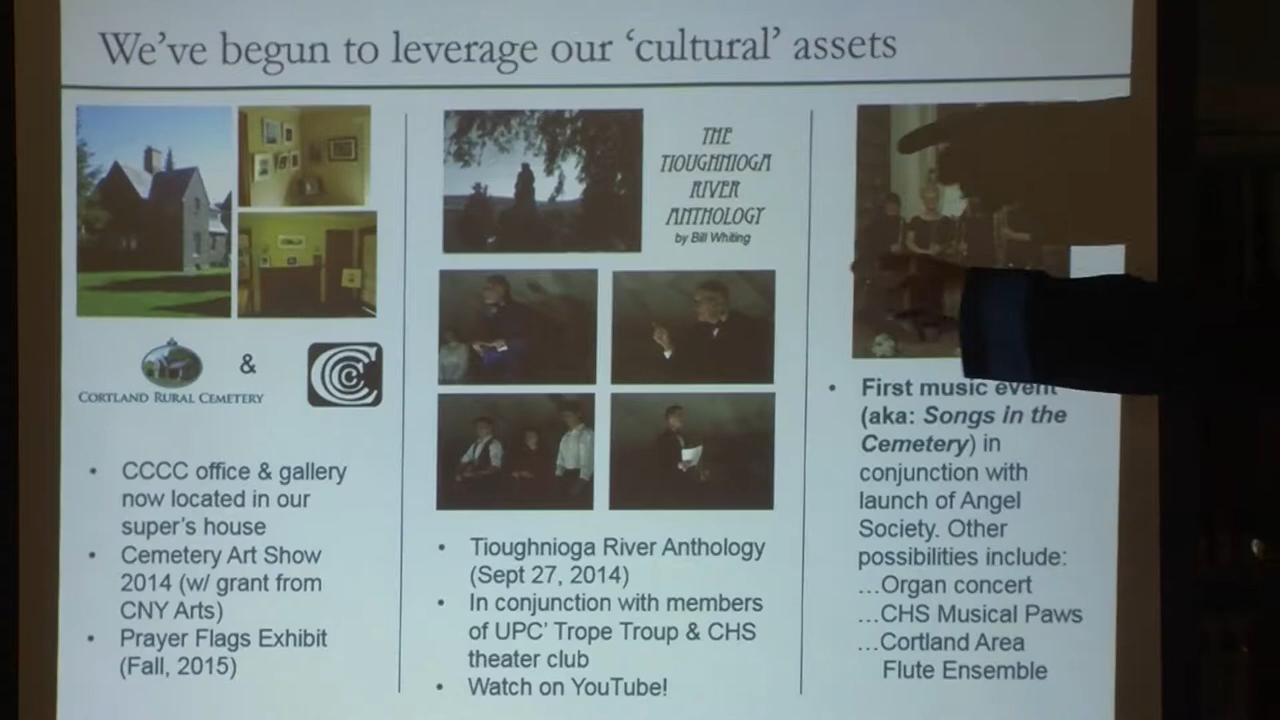 We've begun to leverage our 'cultural' assets
CORTLAND RURAL CEMETERY
&
CCCC
• CCCC office & gallery
now located in our
super's house
• Cemetery Art Show
2014 (w/ grant from
CNY Arts)
• Prayer Flags Exhibit
(Fall, 2015)
THE
TIOUGHNIOGA
RIVER
ANTHOLOGY
by Bill Whiting
• Tioughnioga River Anthology
(Sept 27, 2014)
• In conjunction with members
of UPC' Trope Troup & CHS
theater club
• Watch on YouTube!
• First music event
(aka: Songs in the
Cemetery) in
conjunction with
launch of Angel
Society. Other
possibilities include:
...Organ concert
...CHS Musical Paws
...Cortland Area
Flute Ensemble